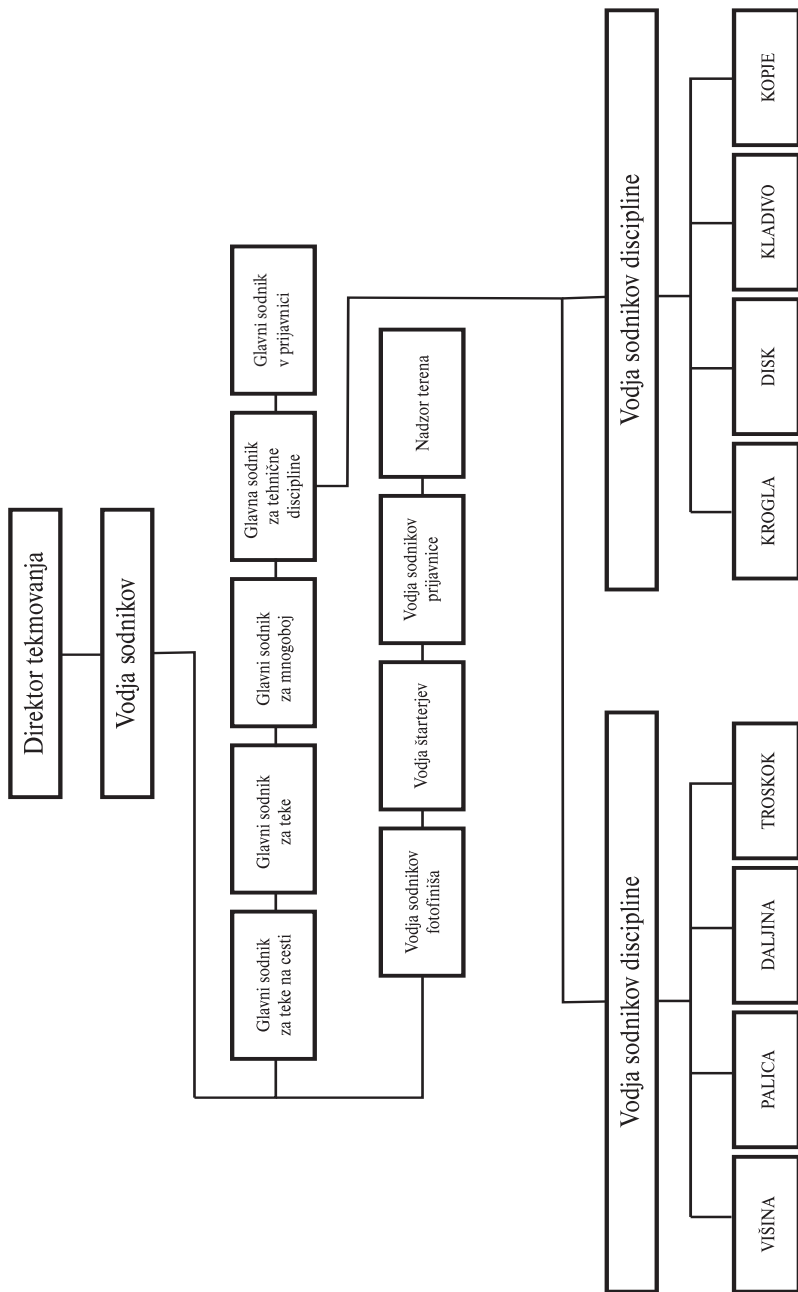 Direktor tekmovanja
Vodja sodnikov
Glavni sodnik
za teke na cesti
Glavni sodnik
za teke
Glavni sodnik
za mnogoboj
Glavna sodnik
za tehnične
discipline
Glavni sodnik
v prijavnici
Vodja sodnikov
fotofiniša
Vodja štarterjev
Vodja sodnikov
prijavnice
Nadzor terena
Vodja sodnikov discipline
Vodja sodnikov discipline
VIŠINA
PALICA
DALJINA
TROSKOK
KROGLA
DISK
KLADIVO
KOPJE